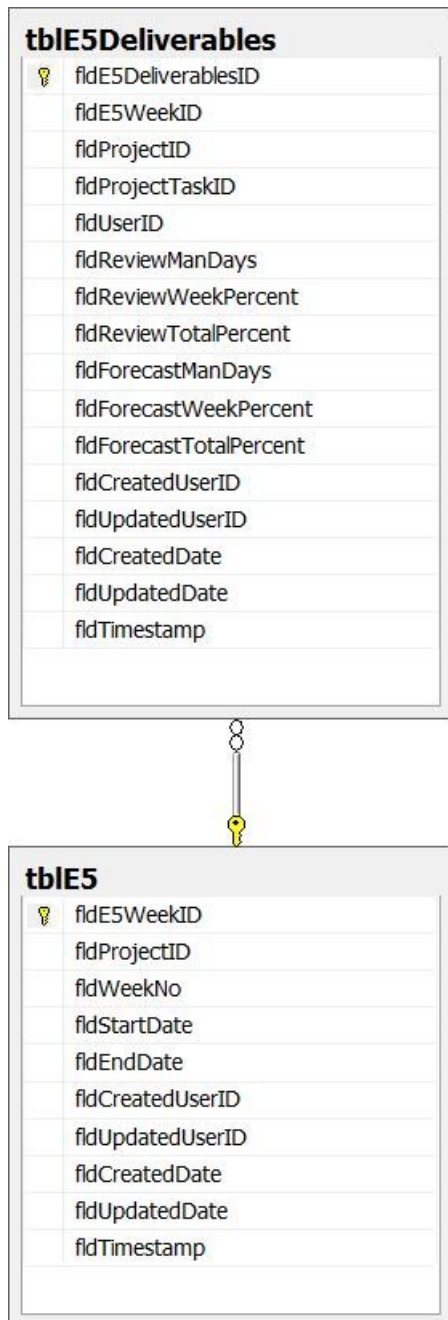 tblE5Deliverables
fldE5DeliverablesID
fldE5WeekID
fldProjectID
fldProjectTaskID
fldUserID
fldReviewManDays
fldReviewWeekPercent
fldReviewTotalPercent
fldForecastManDays
fldForecastWeekPercent
fldForecastTotalPercent
fldCreatedUserID
fldUpdatedUserID
fldCreatedDate
fldUpdatedDate
fldTimestamp
tblE5
fldE5WeekID
fldProjectID
fldWeekNo
fldStartDate
fldEndDate
fldCreatedUserID
fldUpdatedUserID
fldCreatedDate
fldUpdatedDate
fldTimestamp